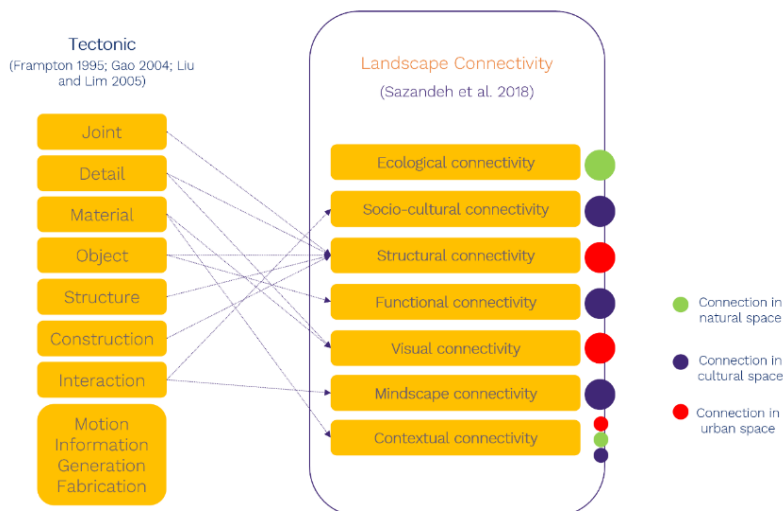 Tectonic
(Frampton 1995; Gao 2004; Liu
and Lim 2005)
Joint
Detail
Material
Object
Structure
Construction
Interaction
Motion
Information
Generation
Fabrication
Landscape Connectivity
(Sazandeh et al. 2018)
Ecological connectivity
Socio-cultural connectivity
Structural connectivity
Functional connectivity
Visual connectivity
Mindscape connectivity
Contextual connectivity
Connection in
natural space
Connection in
cultural space
Connection in
urban space